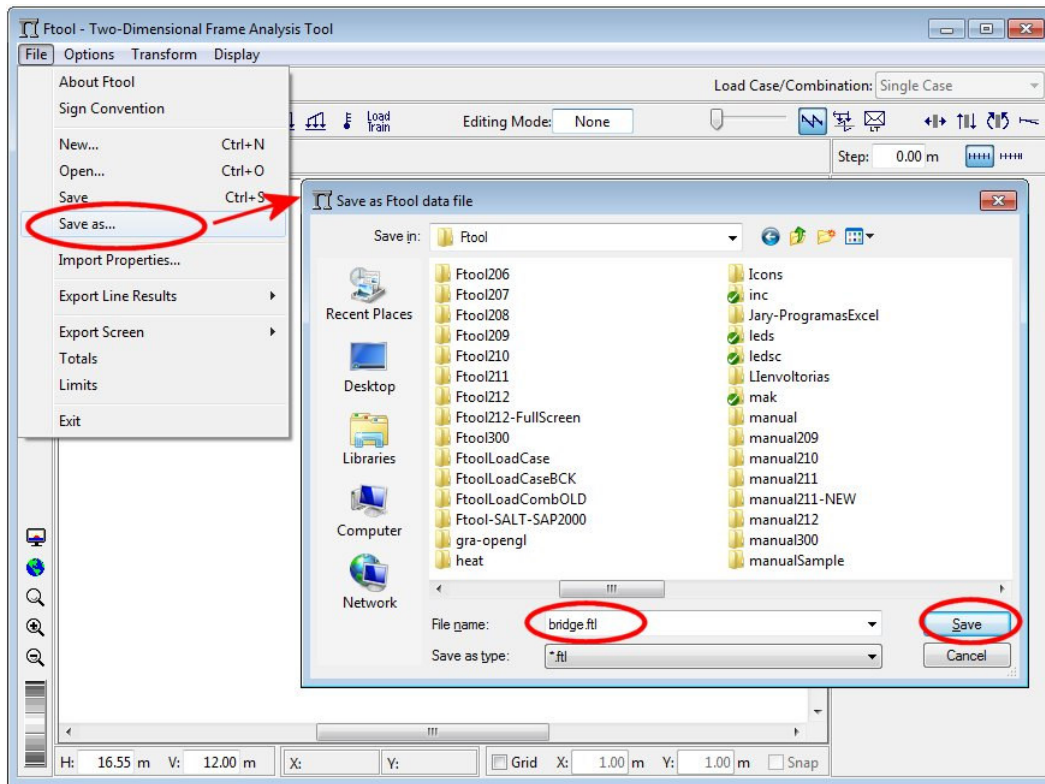 Ftool - Two-Dimensional Frame Analysis Tool
File Options Transform Display
About Ftool
Sign Convention
New... Ctrl+N
Open... Ctrl+O
Save Ctrl+S
Save as...
Import Properties...
Export Line Results
Export Screen
Totals
Limits
Exit
Load Case/Combination: Single Case
Load Train
Editing Mode: None
LT
Step: 0.00 m
Save as Ftool data file
Save in: Ftool
Recent Places
Desktop
Libraries
Computer
Network
Ftool206
Ftool207
Ftool208
Ftool209
Ftool210
Ftool211
Ftool212
Ftool212-FullScreen
Ftool300
FtoolLoadCase
FtoolLoadCaseBCK
FtoolLoadCombOLD
Ftool-SALT-SAP2000
gra-opengl
heat
Icons
inc
Jary-ProgramasExcel
leds
ledsc
LIenvoltorias
mak
manual
manual209
manual210
manual211
manual211-NEW
manual212
manual300
manualSample
File name: bridge.ftl Save
Save as type: *.ftl Cancel
H: 16.55 m V: 12.00 m X: Y: Grid X: 1.00 m Y: 1.00 m Snap